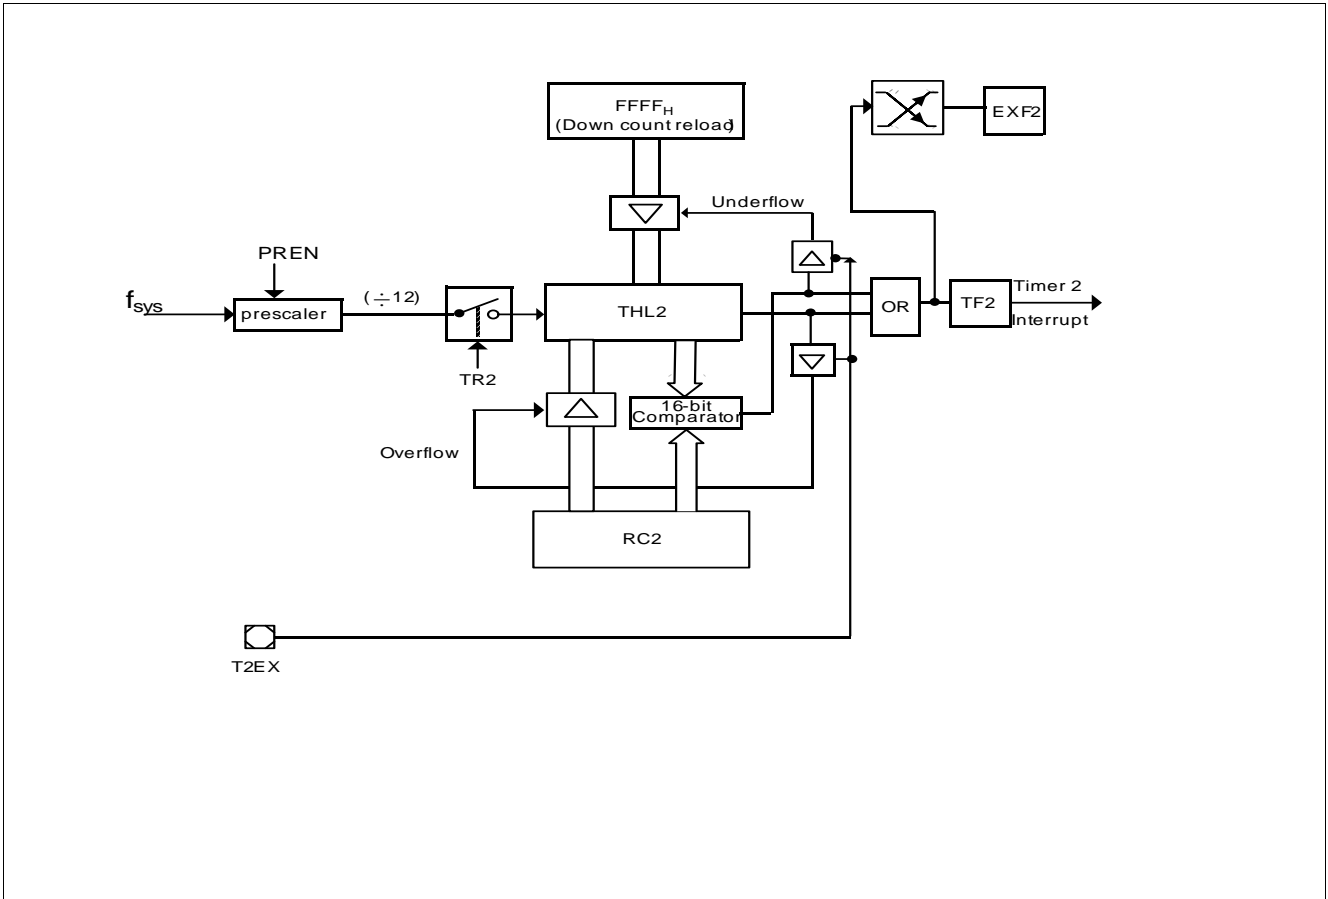 FFFFH
(Down count reload)
EXF2
Underflow
PREN
fsys
(÷12)
prescaler
THL2
OR
TF2
Timer 2
Interrupt
TR2
16-bit
Comparator
Overflow
RC2
T2EX